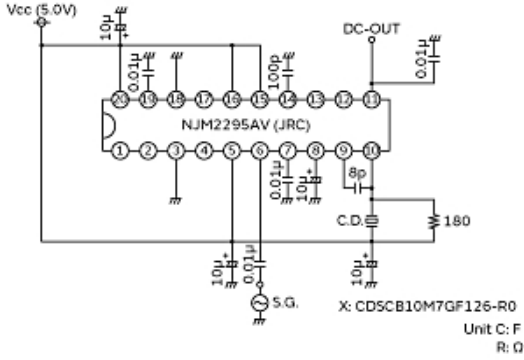 Vcc (5.0V)
10μ
+
0.01μ
100p
DC-OUT
0.01μ
20 19 18 17 16 15 14 13 12 11
NJM2295AV (JRC)
1 2 3 4 5 6 7 8 9 10
0.01μ
10μ
+
8p
C.D.
180
10μ
+
0.01μ
10μ
+
S.G.
X: CDSCB10M7GF126-R0
Unit C: F
R: Ω